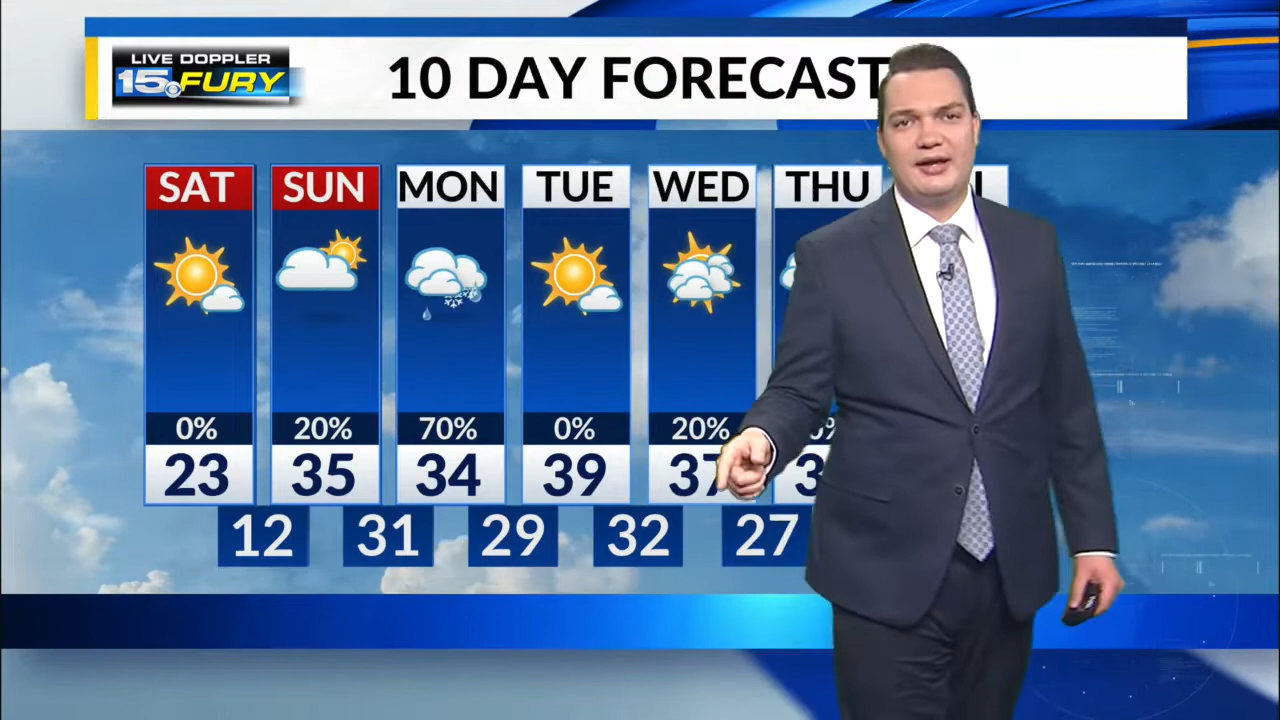 LIVE DOPPLER
15 FURY
10 DAY FORECAST
SAT SUN MON TUE WED THU
0% 20% 70% 0% 20%
23 35 34 39 37
12 31 29 32 27